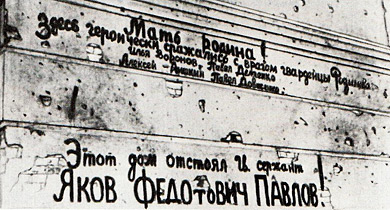 Мать Родина!
Здесь героически сражались с врагом гвардейцы
Илья Воронов, Павел Демченко
Алексей Аникин Павел Довженко.
Этот дом отстоял гв. сержант
Яков Федотович Павлов!